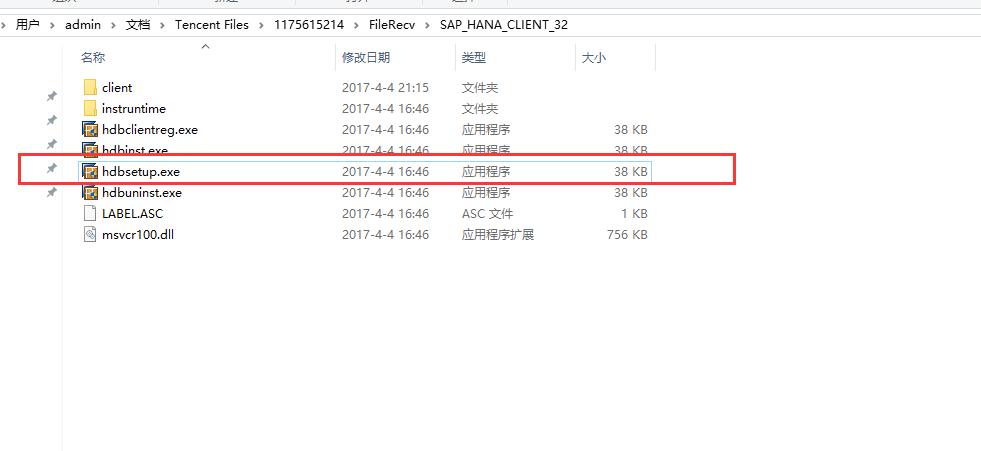 用户 admin 文档 Tencent Files 1175615214 FileRecv SAP_HANA_CLIENT_32
名称 修改日期 类型 大小
client 2017-4-4 21:15 文件夹
instruntime 2017-4-4 16:46 文件夹
hdbclientreg.exe 2017-4-4 16:46 应用程序 38 KB
hdbinst.exe 2017-4-4 16:46 应用程序 38 KB
hdbsetup.exe 2017-4-4 16:46 应用程序 38 KB
hdbuninst.exe 2017-4-4 16:46 应用程序 38 KB
LABEL.ASC 2017-4-4 16:46 ASC 文件 1 KB
msvcr100.dll 2017-4-4 16:46 应用程序扩展 756 KB